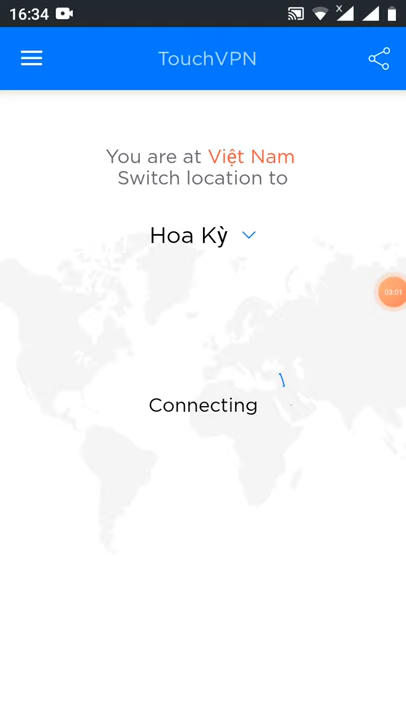 16:34
TouchVPN
You are at Việt Nam
Switch location to
Hoa Kỳ
03:01
Connecting